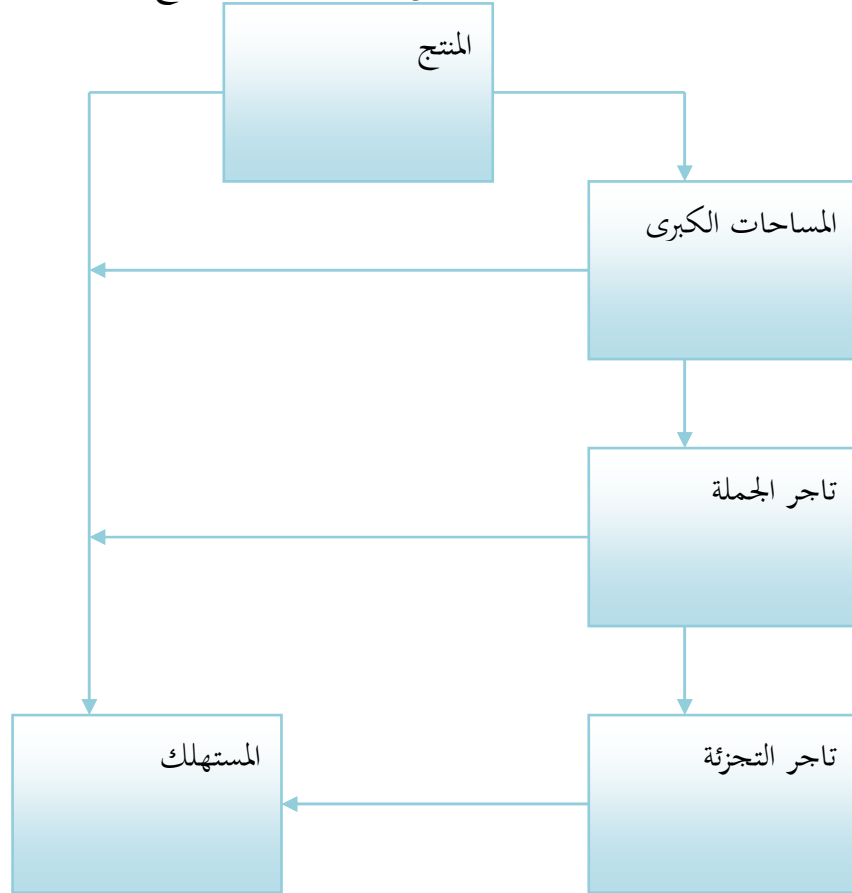 المنتج
المساحات الكبرى
تاجر الجملة
تاجر التجزئة
المستهلك